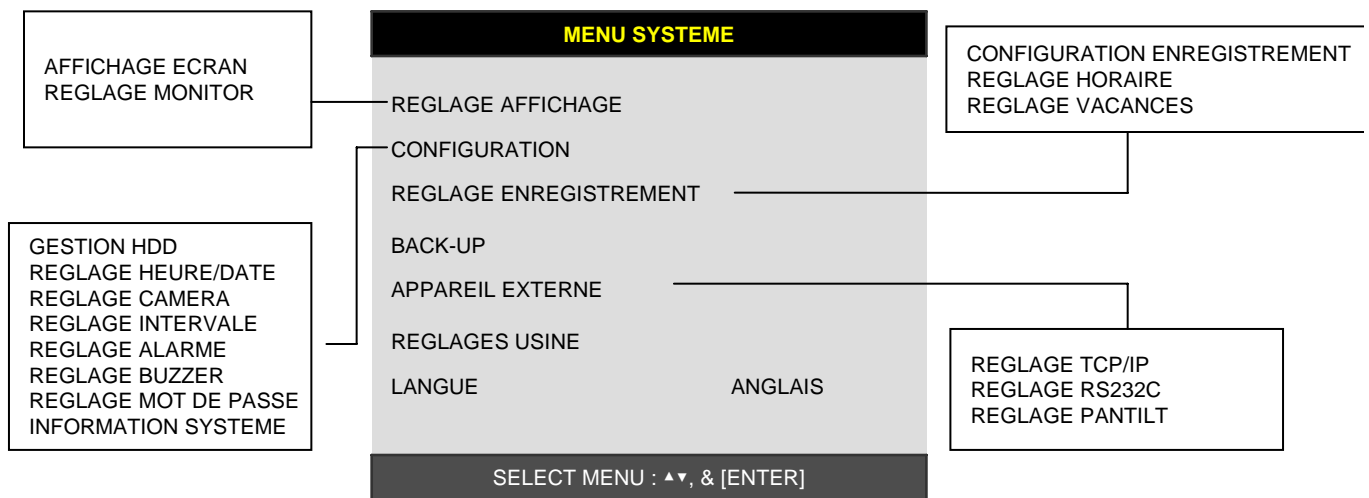 AFFICHAGE ECRAN
REGLAGE MONITOR
GESTION HDD
REGLAGE HEURE/DATE
REGLAGE CAMERA
REGLAGE INTERVALE
REGLAGE ALARME
REGLAGE BUZZER
REGLAGE MOT DE PASSE
INFORMATION SYSTEME
MENU SYSTEME
REGLAGE AFFICHAGE
CONFIGURATION
REGLAGE ENREGISTREMENT
BACK-UP
APPAREIL EXTERNE
REGLAGES USINE
LANGUE ANGLAIS
SELECT MENU : ▲▼, & [ENTER]
CONFIGURATION ENREGISTREMENT
REGLAGE HORAIRE
REGLAGE VACANCES
REGLAGE TCP/IP
REGLAGE RS232C
REGLAGE PANTILT